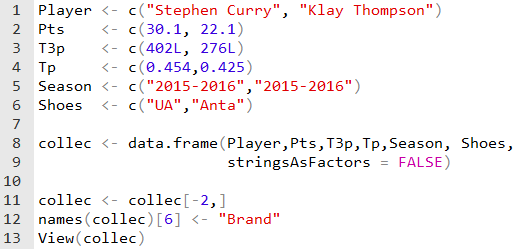 1 Player <- c("Stephen Curry", "Klay Thompson")
2 Pts    <- c(30.1, 22.1)
3 T3p    <- c(402L, 276L)
4 Tp     <- c(0.454,0.425)
5 Season <- c("2015-2016","2015-2016")
6 Shoes  <- c("UA","Anta")
7
8 collec <- data.frame(Player,Pts,T3p,Tp,Season, Shoes,
9                      stringsAsFactors = FALSE)
10
11 collec <- collec[-2,]
12 names(collec)[6] <- "Brand"
13 View(collec)